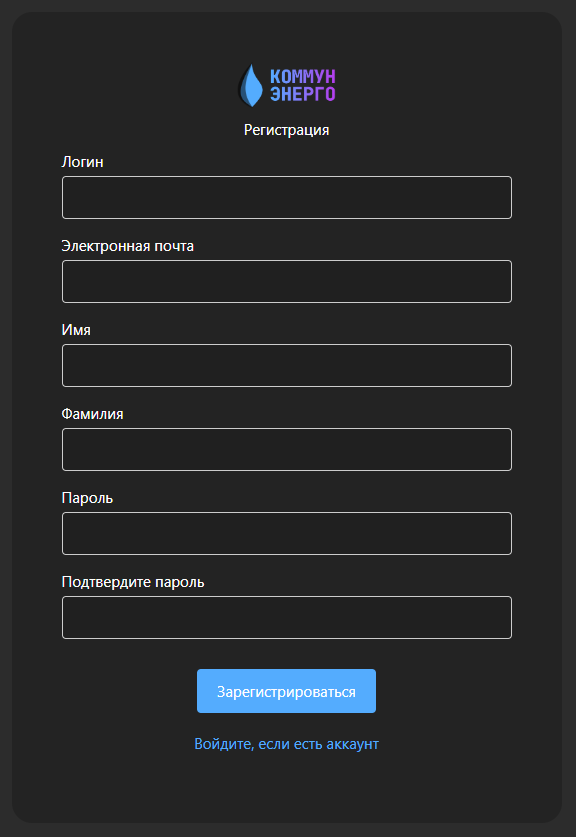 КОММУН
ЭНЕРГО
Регистрация
Логин
Электронная почта
Имя
Фамилия
Пароль
Подтвердите пароль
Зарегистрироваться
Войдите, если есть аккаунт